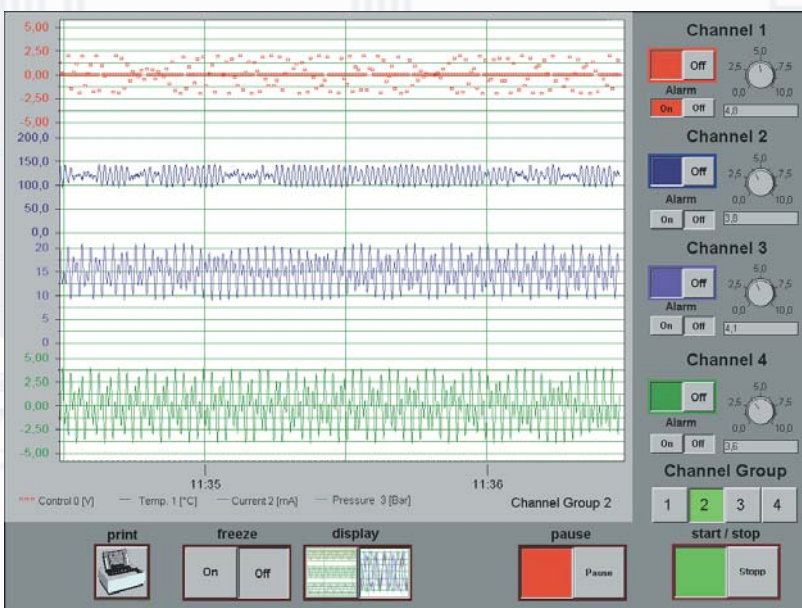 5,00
2,50
0,00
-2,50
-5,00
200,0
150,0
100,0
50,0
0,0
20
15
10
5
0
5,00
2,50
0,00
-2,50
-5,00
11:35 11:36
Control 0 [V] Temp. 1 [°C] Current 2 [mA] Pressure 3 [Bar] Channel Group 2
Channel 1
Off
5,0
2,5 7,5
0,0 10,0
Alarm
On Off
4,0
Channel 2
Off
5,0
2,5 7,5
0,0 10,0
Alarm
On Off
3,8
Channel 3
Off
5,0
2,5 7,5
0,0 10,0
Alarm
On Off
4,1
Channel 4
Off
5,0
2,5 7,5
0,0 10,0
Alarm
On Off
3,6
Channel Group
1 2 3 4
print freeze display pause start / stop
On Off Pause Stopp